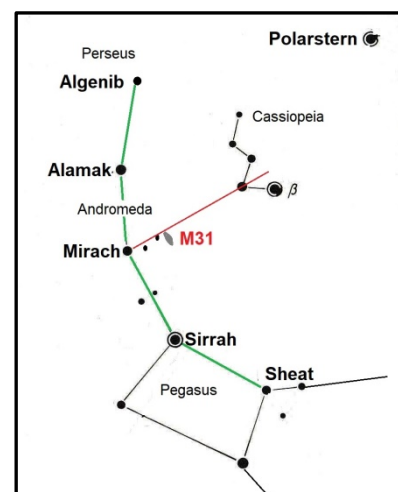 Polarstern
Perseus
Algenib
Cassiopeia
Alamak
β
Andromeda
M31
Mirach
Sirrah
Sheat
Pegasus